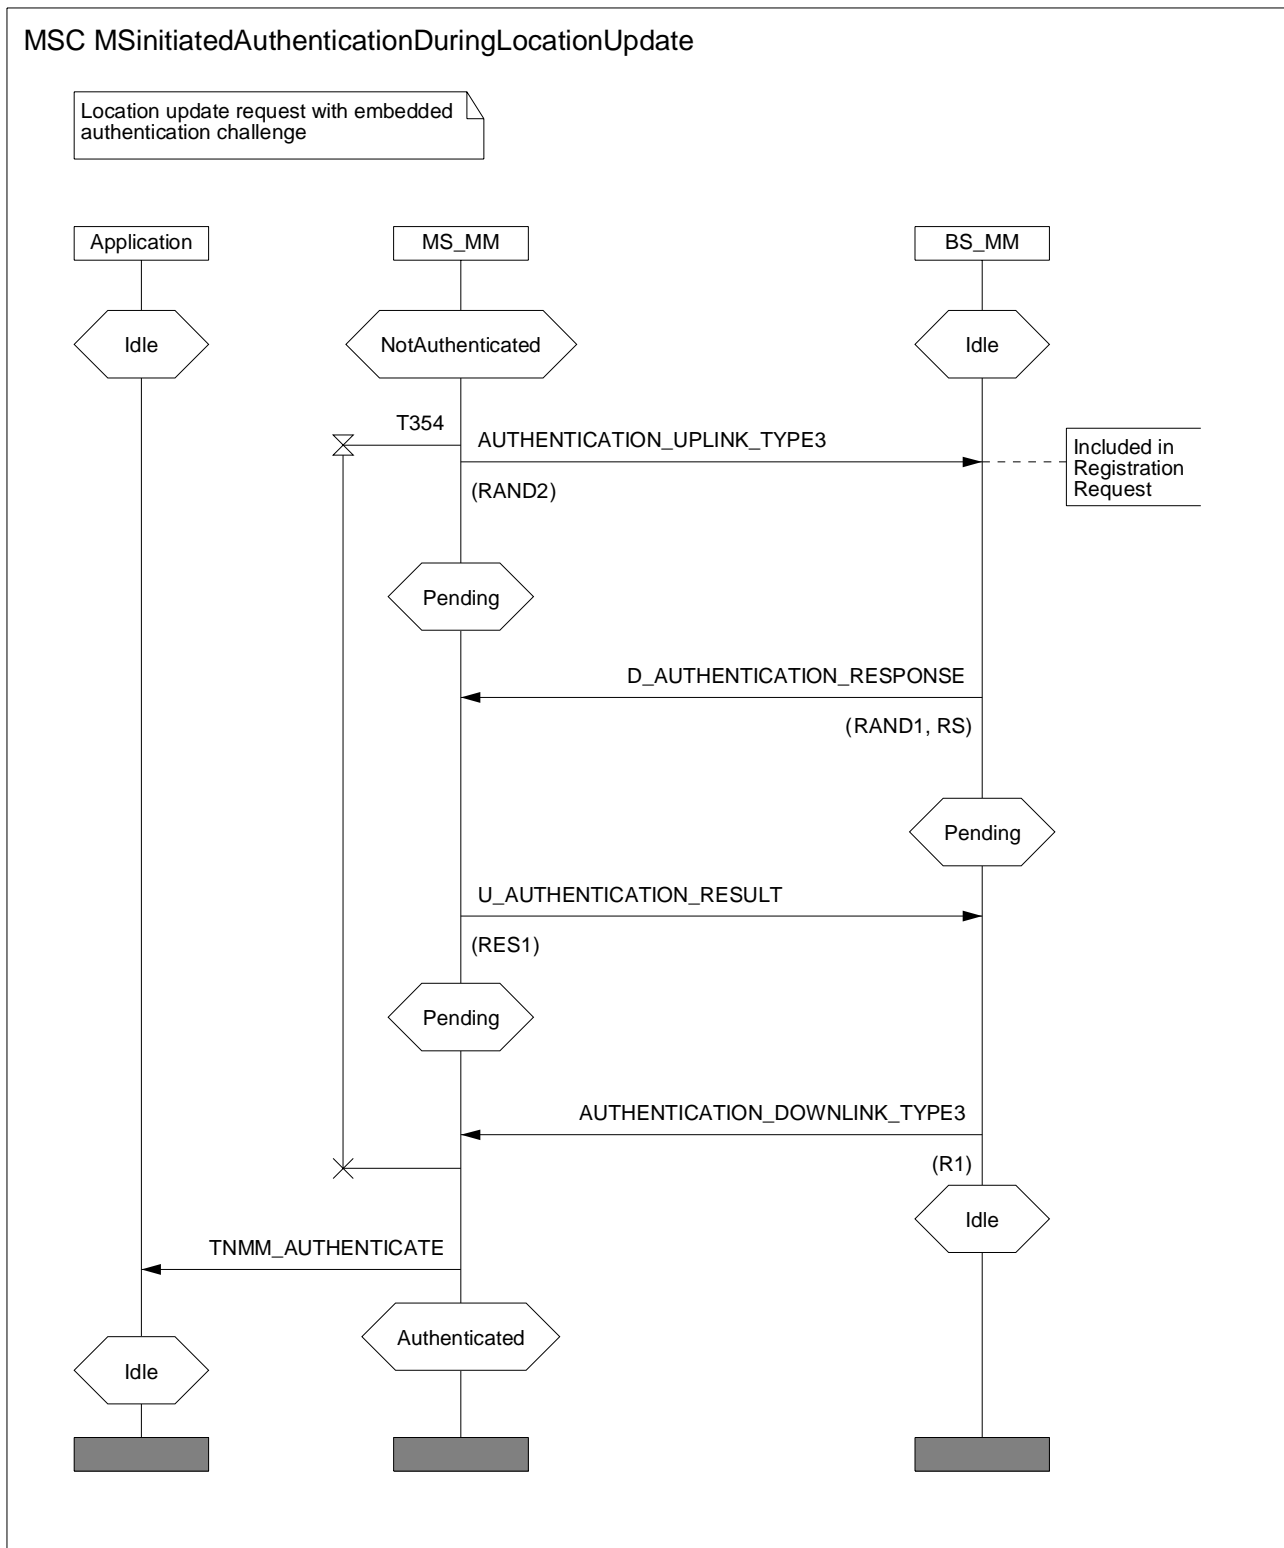 MSC MSinitiatedAuthenticationDuringLocationUpdate
Location update request with embedded
authentication challenge
Application
MS_MM
BS_MM
Idle
NotAuthenticated
Idle
T354
AUTHENTICATION_UPLINK_TYPE3
(RAND2)
Included in
Registration
Request
Pending
D_AUTHENTICATION_RESPONSE
(RAND1, RS)
Pending
U_AUTHENTICATION_RESULT
(RES1)
Pending
AUTHENTICATION_DOWNLINK_TYPE3
(R1)
Idle
TNMM_AUTHENTICATE
Authenticated
Idle